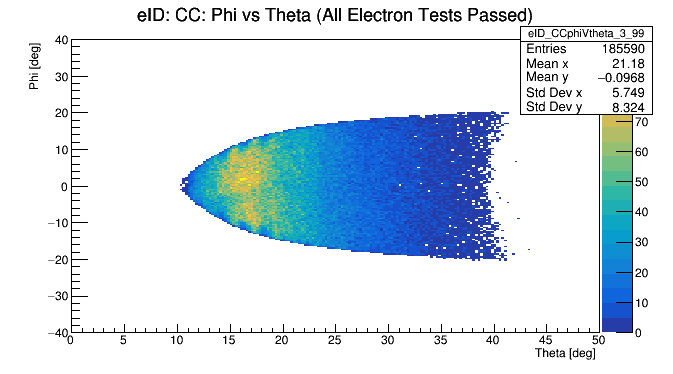 eID: CC: Phi vs Theta (All Electron Tests Passed)
eID_CCphiVtheta_3_99
Entries 185590
Mean x 21.18
Mean y −0.0968
Std Dev x 5.749
Std Dev y 8.324
Phi [deg]
40
30
20
10
0
−10
−20
−30
−40
0 5 10 15 20 25 30 35 40 45 50
Theta [deg]
70
60
50
40
30
20
10
0